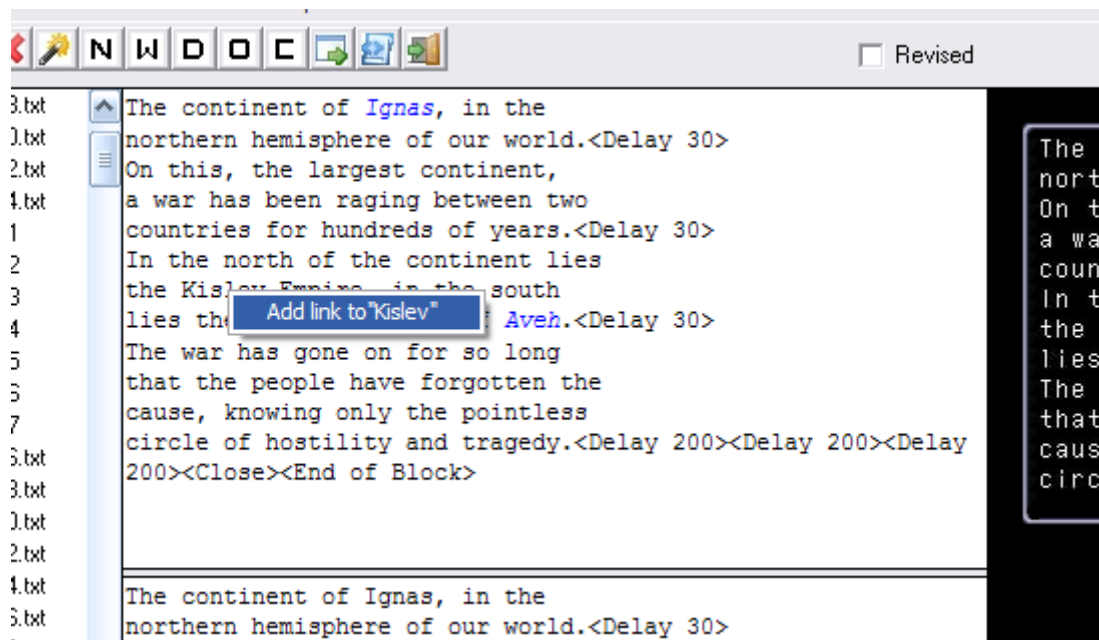 N W D O C
Revised
3.txt
0.txt
2.txt
4.txt
1
2
3
4
5
6
7
6.txt
8.txt
0.txt
2.txt
4.txt
6.txt
The continent of Ignas, in the
northern hemisphere of our world.<Delay 30>
On this, the largest continent,
a war has been raging between two
countries for hundreds of years.<Delay 30>
In the north of the continent lies
the Kislev Empire, in the south
lies the Aveh.<Delay 30>
Add link to"Kislev"
The war has gone on for so long
that the people have forgotten the
cause, knowing only the pointless
circle of hostility and tragedy.<Delay 200><Delay 200><Delay
200><Close><End of Block>
The continent of Ignas, in the
northern hemisphere of our world.<Delay 30>
The
nort
On t
a wa
coun
In t
the
lies
The
that
caus
circ